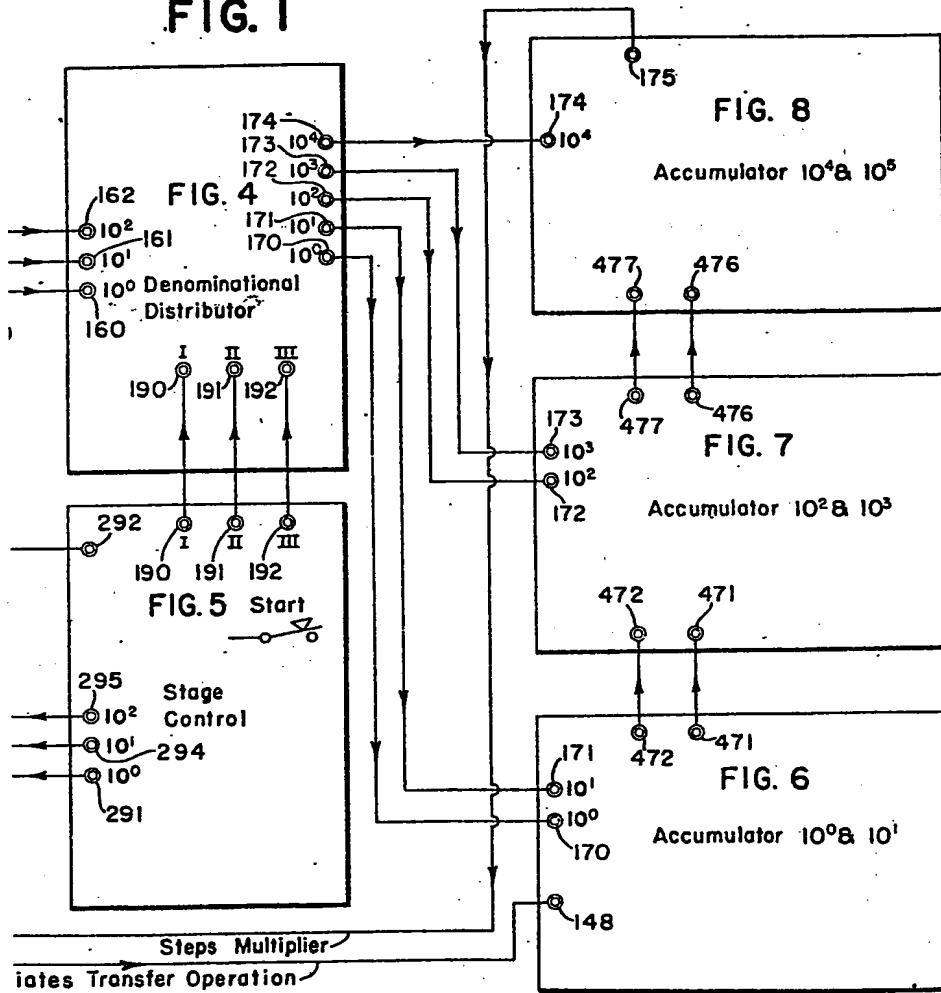 FIG. 1
174
10⁴
173
10³
172
FIG. 4
10²
171
10¹
170
10⁰
162
10²
161
10¹
10⁰ Denominational
Distributor
160
I
II
III
190
191
192
175
FIG. 8
174
10⁴
Accumulator 10⁴ & 10⁵
477
476
477
476
173
10³
FIG. 7
10²
172
Accumulator 10² & 10³
472
471
292
I
II
III
190
191
192
FIG. 5
Start
295
10²
Stage
Control
10¹
294
10⁰
291
472
471
171
10¹
FIG. 6
10⁰
170
Accumulator 10⁰ & 10¹
148
Steps Multiplier
iates Transfer Operation